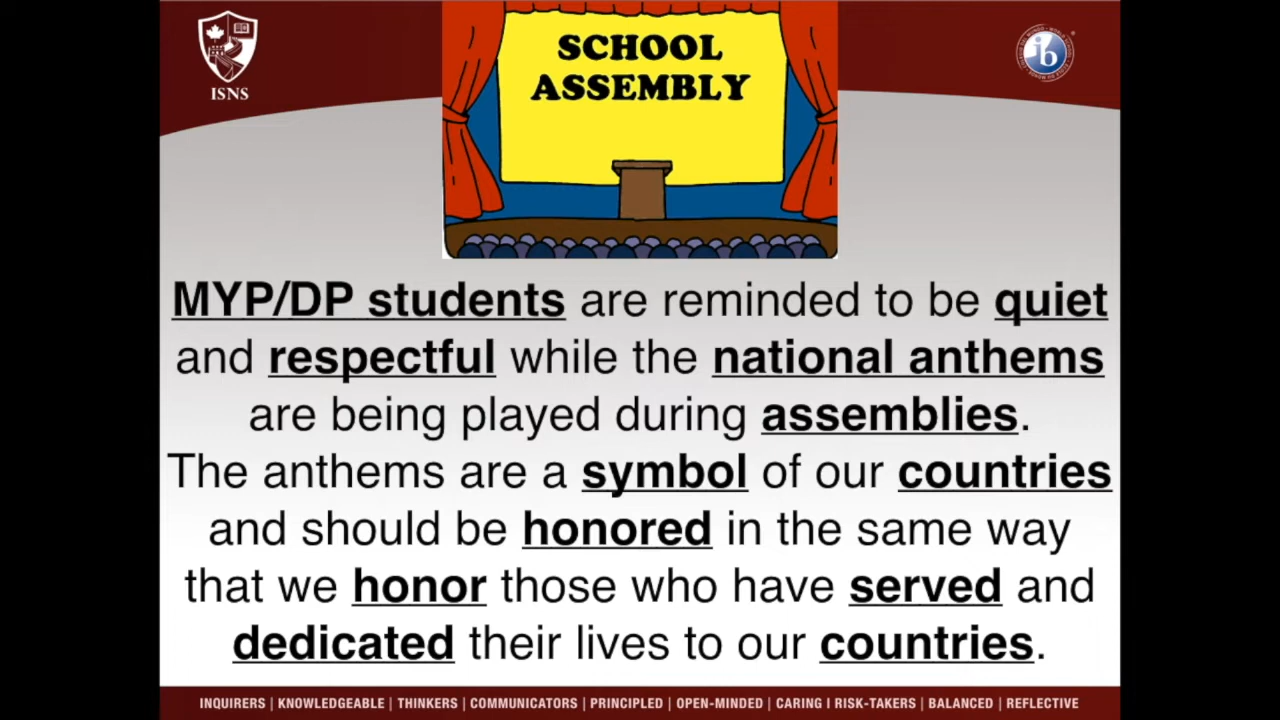 ISNS
SCHOOL
ASSEMBLY
MYP/DP students are reminded to be quiet
and respectful while the national anthems
are being played during assemblies.
The anthems are a symbol of our countries
and should be honored in the same way
that we honor those who have served and
dedicated their lives to our countries.
INQUIRERS | KNOWLEDGEABLE | THINKERS | COMMUNICATORS | PRINCIPLED | OPEN-MINDED | CARING I RISK-TAKERS | BALANCED | REFLECTIVE